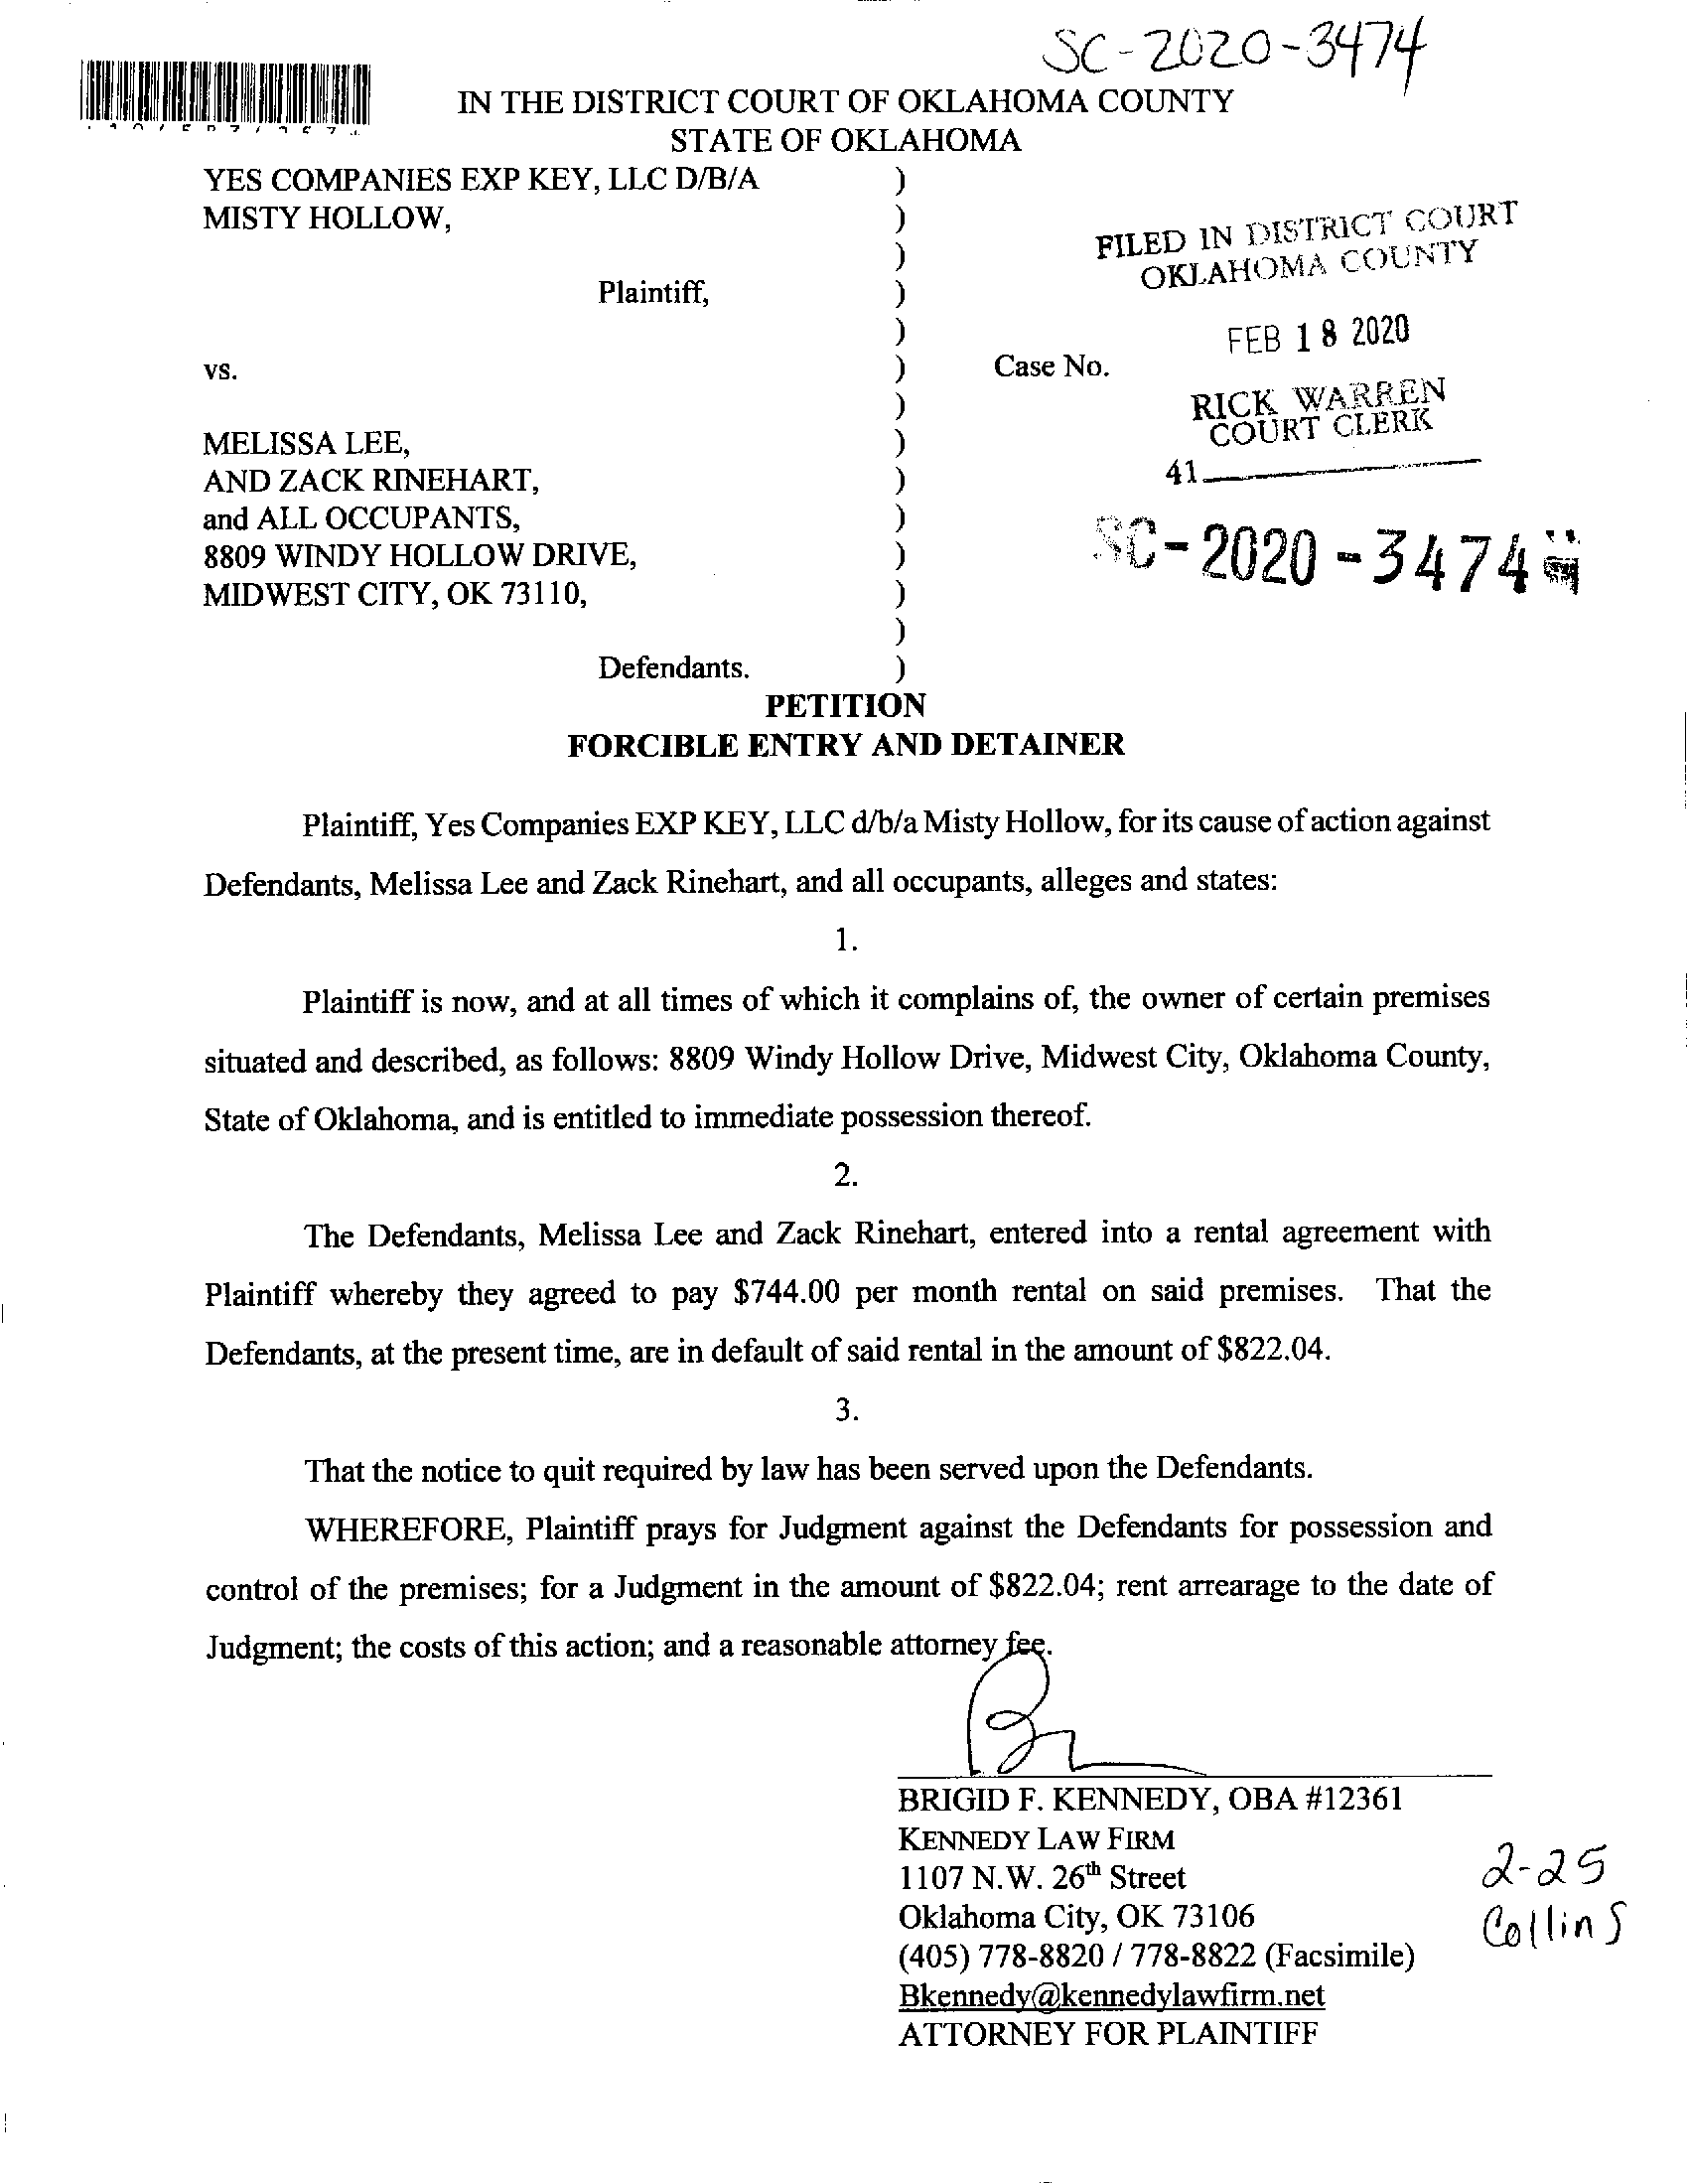 SC-2020-3474
IN THE DISTRICT COURT OF OKLAHOMA COUNTY
STATE OF OKLAHOMA
YES COMPANIES EXP KEY, LLC D/B/A )
MISTY HOLLOW, )
)
Plaintiff, )
)
vs. )
)
MELISSA LEE, )
AND ZACK RINEHART, )
and ALL OCCUPANTS, )
8809 WINDY HOLLOW DRIVE, )
MIDWEST CITY, OK 73110, )
)
Defendants. )
FILED IN DISTRICT COURT
OKLAHOMA COUNTY
FEB 18 2020
Case No.
RICK WARREN
COURT CLERK
41
SC-2020-3474
PETITION
FORCIBLE ENTRY AND DETAINER
Plaintiff, Yes Companies EXP KEY, LLC d/b/a Misty Hollow, for its cause of action against
Defendants, Melissa Lee and Zack Rinehart, and all occupants, alleges and states:
1.
Plaintiff is now, and at all times of which it complains of, the owner of certain premises
situated and described, as follows: 8809 Windy Hollow Drive, Midwest City, Oklahoma County,
State of Oklahoma, and is entitled to immediate possession thereof.
2.
The Defendants, Melissa Lee and Zack Rinehart, entered into a rental agreement with
Plaintiff whereby they agreed to pay $744.00 per month rental on said premises. That the
Defendants, at the present time, are in default of said rental in the amount of $822.04.
3.
That the notice to quit required by law has been served upon the Defendants.
WHEREFORE, Plaintiff prays for Judgment against the Defendants for possession and
control of the premises; for a Judgment in the amount of $822.04; rent arrearage to the date of
Judgment; the costs of this action; and a reasonable attorney fee.
BRIGID F. KENNEDY, OBA #12361
KENNEDY LAW FIRM
1107 N.W. 26th Street
Oklahoma City, OK 73106
(405) 778-8820 / 778-8822 (Facsimile)
Bkennedy@kennedylawfirm.net
ATTORNEY FOR PLAINTIFF
2-25
Collins